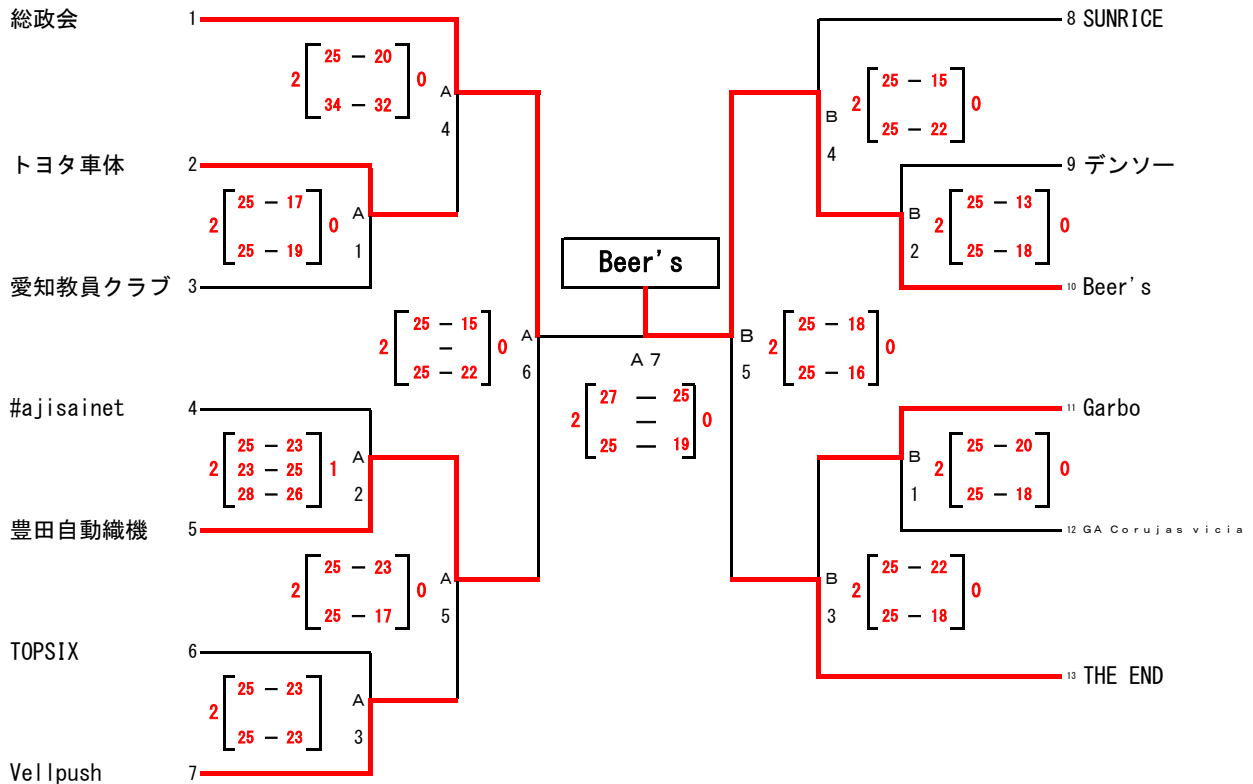 総政会 1
2 25 - 20 0
34 - 32
A
4
トヨタ車体 2
2 25 - 17 0
25 - 19
A
1
愛知教員クラブ 3
2 25 - 15 0
-
25 - 22
A
6
#ajisainet 4
25 - 23
2 23 - 25 1
28 - 26
A
2
豊田自動織機 5
2 25 - 23 0
25 - 17
A
5
TOPSIX 6
2 25 - 23 0
25 - 23
A
3
Vellpush 7
Beer's
A 7
27 - 25
2 - 0
25 - 19
8 SUNRICE
B
4
2 25 - 15 0
25 - 22
9 デンソー
B
2
2 25 - 13 0
25 - 18
10 Beer's
B
5
2 25 - 18 0
25 - 16
11 Garbo
B
1
2 25 - 20 0
25 - 18
12 GA Corujas vicia
B
3
2 25 - 22 0
25 - 18
13 THE END